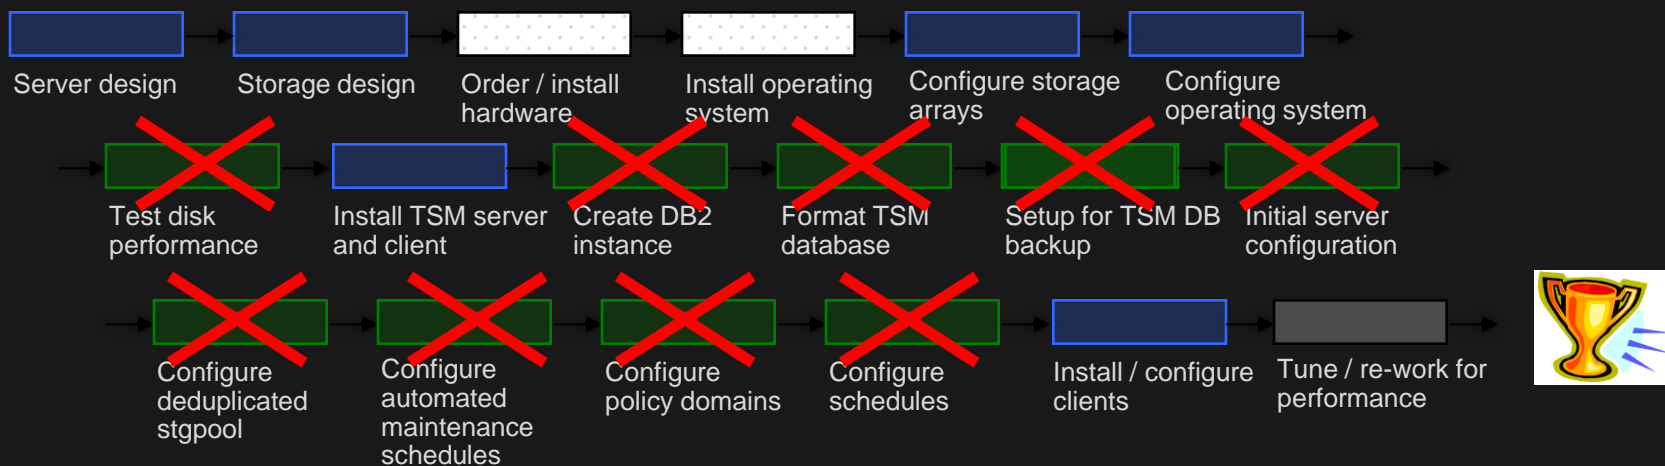 Server design
Storage design
Order / install
hardware
Install operating
system
Configure storage
arrays
Configure
operating system
Test disk
performance
Install TSM server
and client
Create DB2
instance
Format TSM
database
Setup for TSM DB
backup
Initial server
configuration
Configure
deduplicated
stgpool
Configure
automated
maintenance
schedules
Configure
policy domains
Configure
schedules
Install / configure
clients
Tune / re-work for
performance